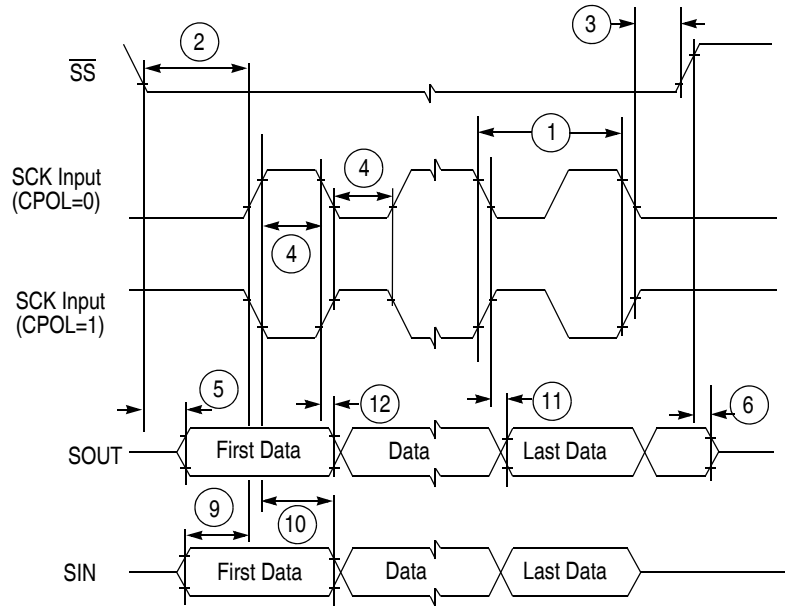 2
3
SS
1
SCK Input
(CPOL=0)
4
4
SCK Input
(CPOL=1)
5
12
11
6
SOUT
First Data
Data
Last Data
9
10
SIN
First Data
Data
Last Data